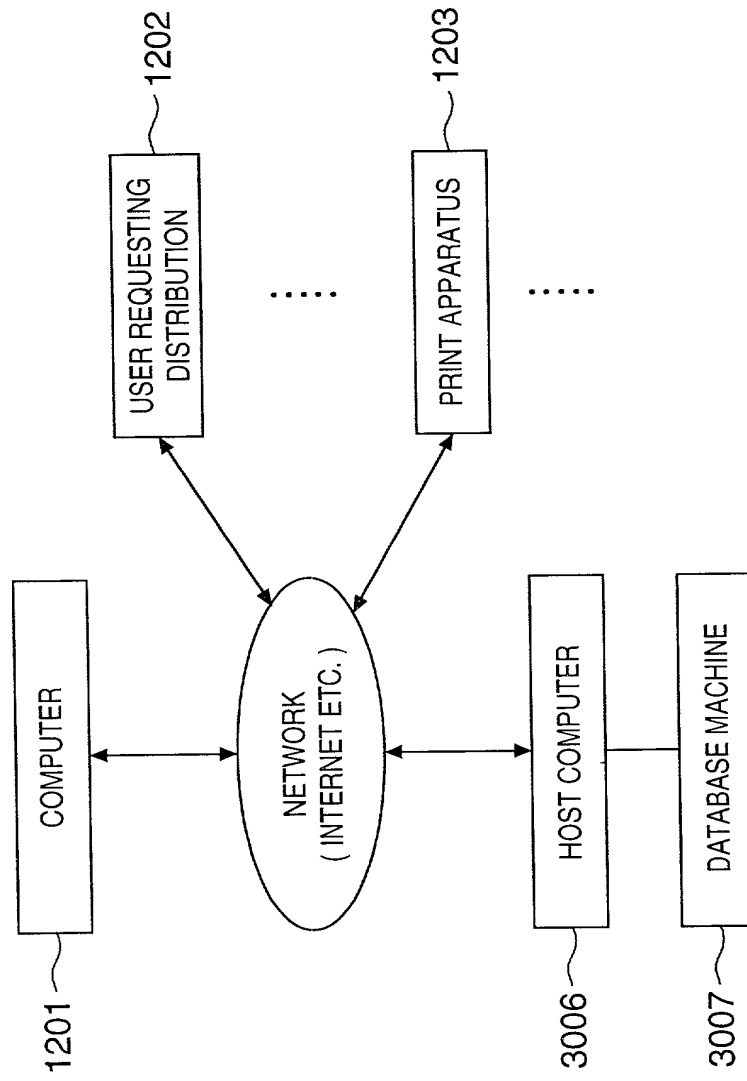 1201
COMPUTER
USER REQUESTING
DISTRIBUTION
1202
.....
NETWORK
( INTERNET ETC. )
PRINT APPARATUS
1203
.....
3006
HOST COMPUTER
3007
DATABASE MACHINE